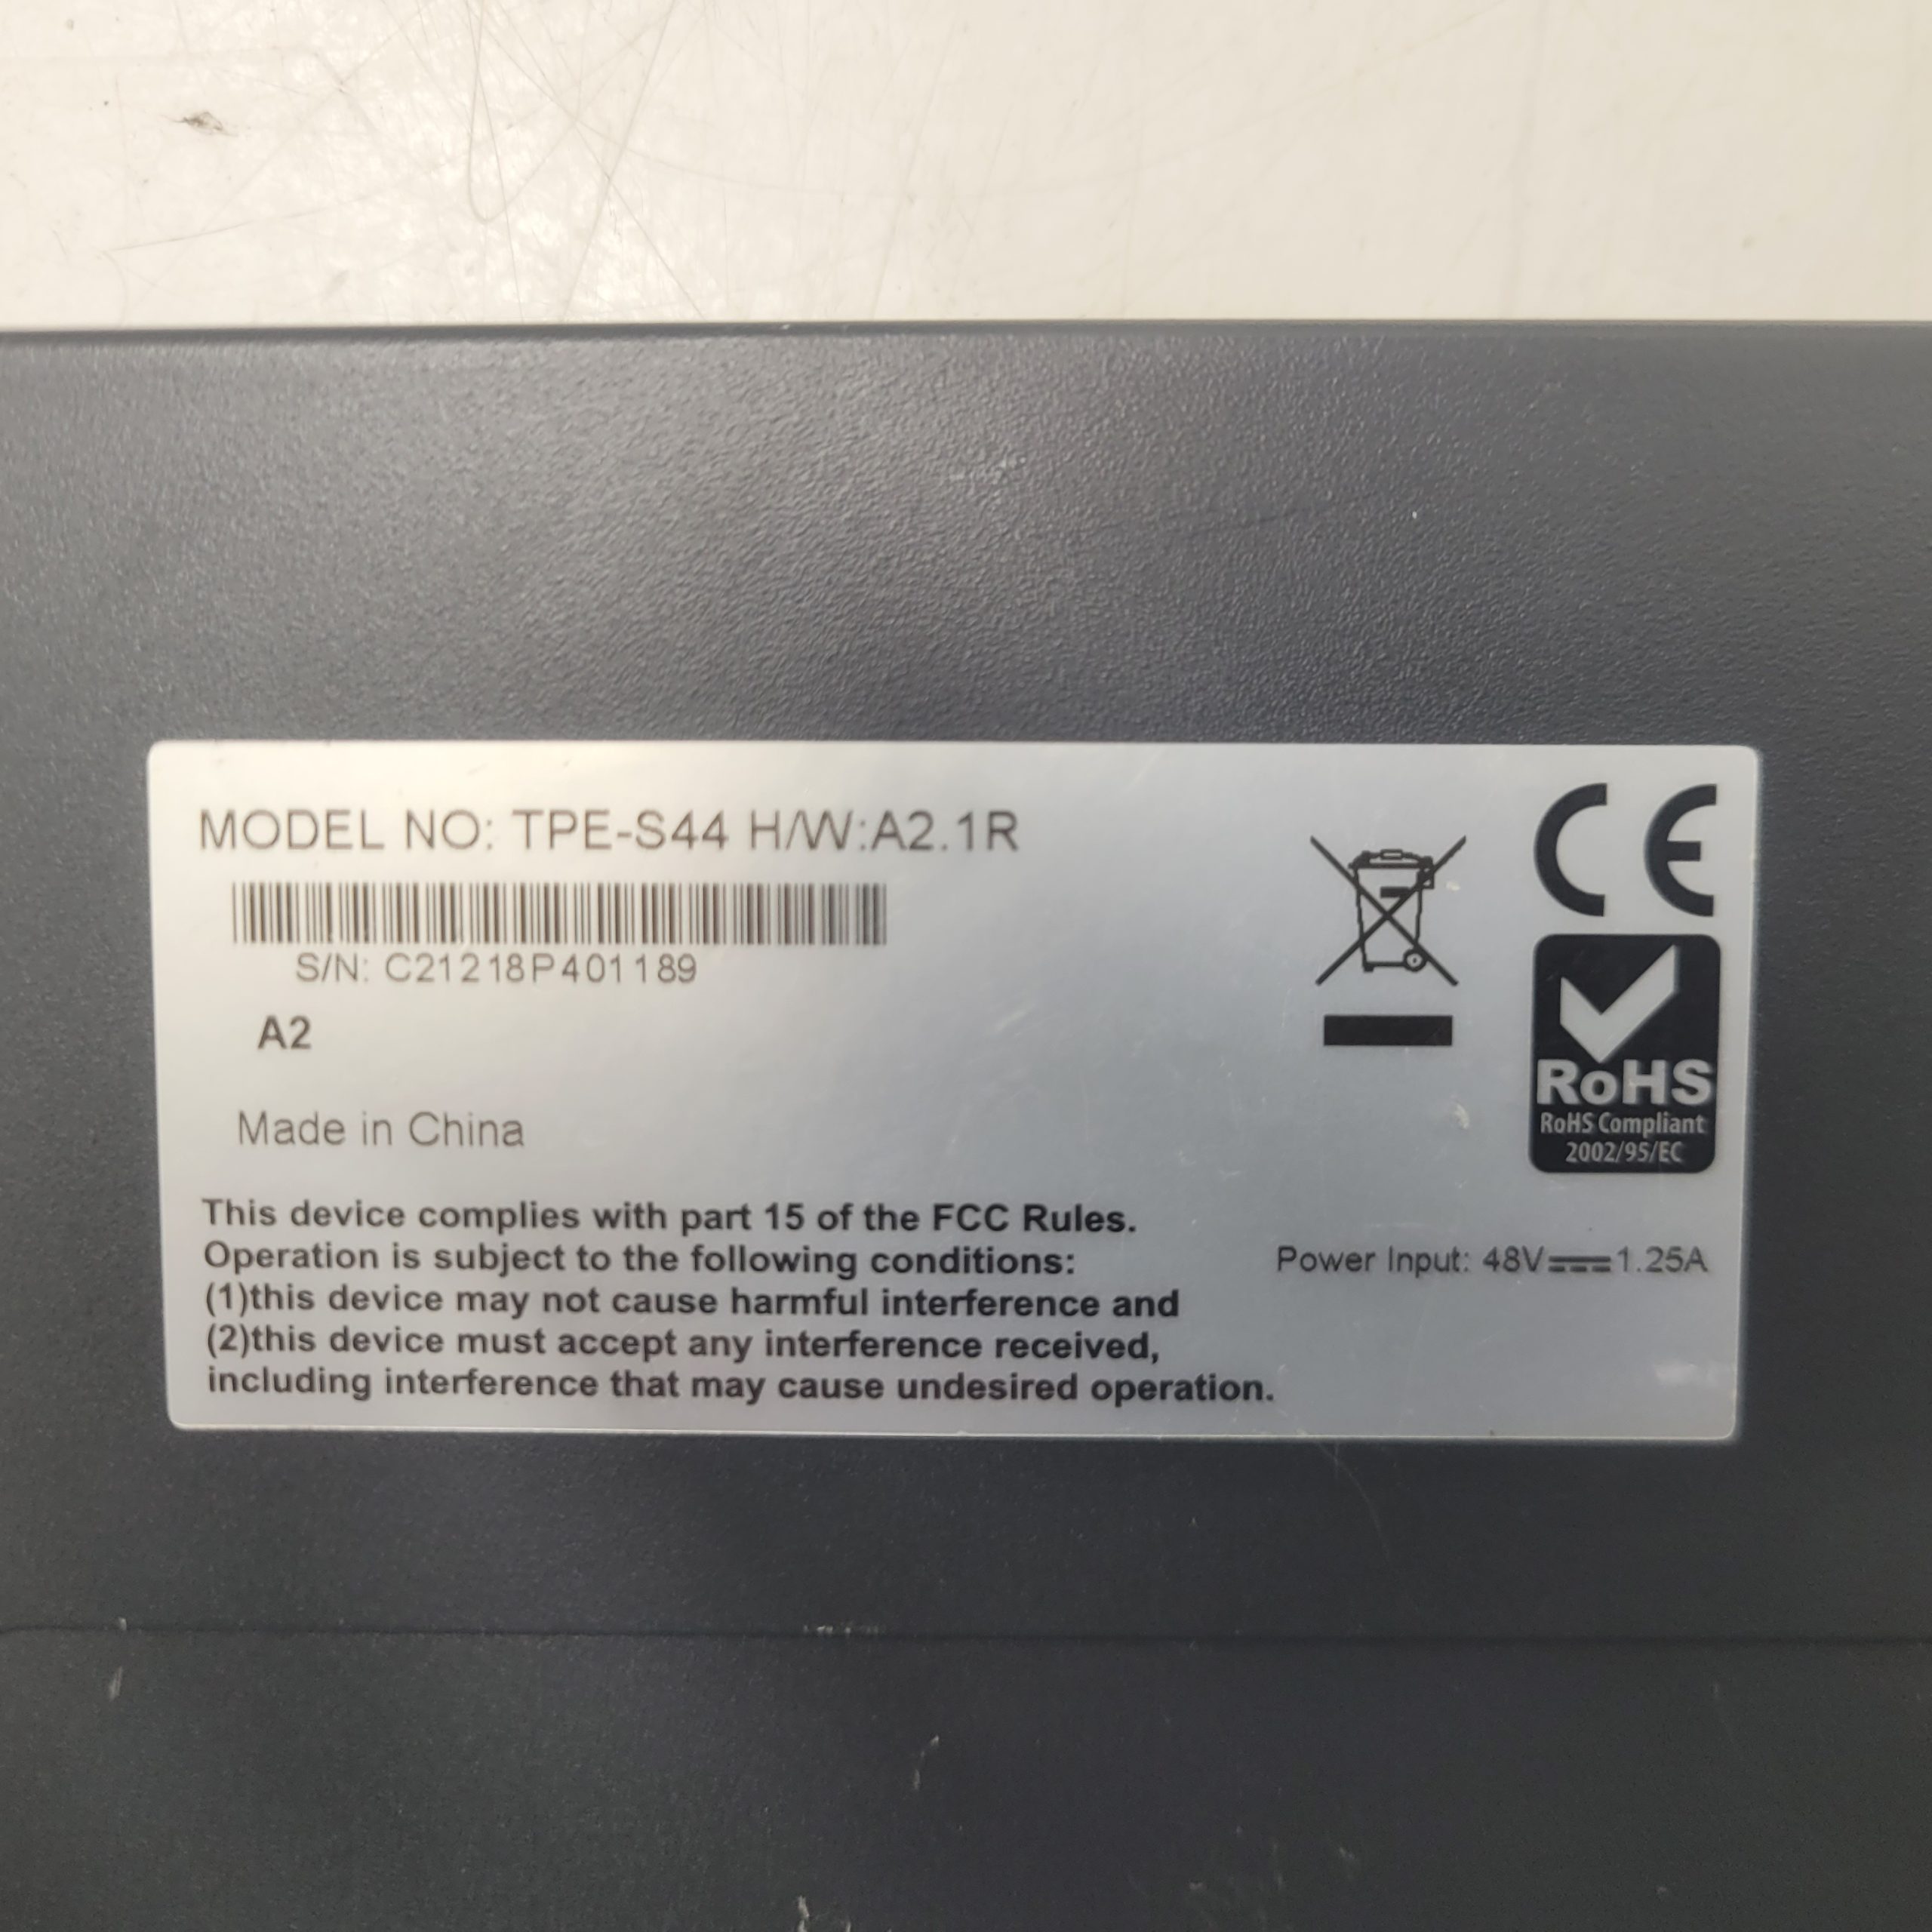 MODEL NO: TPE-S44 H/W:A2.1R
S/N: C21218P401189
A2
Made in China
CE
RoHS
RoHS Compliant
2002/95/EC
This device complies with part 15 of the FCC Rules.
Operation is subject to the following conditions:
(1)this device may not cause harmful interference and
(2)this device must accept any interference received,
including interference that may cause undesired operation.
Power Input: 48V⎓1.25A